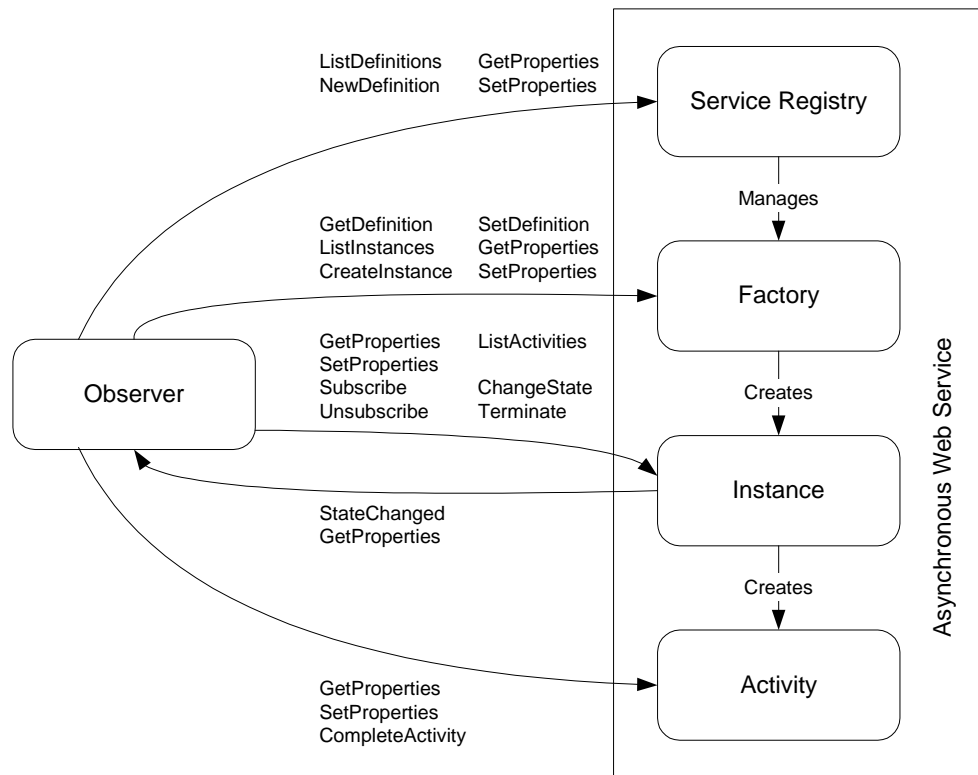 ListDefinitions GetProperties
NewDefinition SetProperties
Service Registry
Manages
GetDefinition SetDefinition
ListInstances GetProperties
CreateInstance SetProperties
Factory
GetProperties ListActivities
SetProperties
Subscribe ChangeState
Unsubscribe Terminate
Observer
Creates
Instance
StateChanged
GetProperties
Creates
GetProperties
SetProperties
CompleteActivity
Activity
Asynchronous Web Service